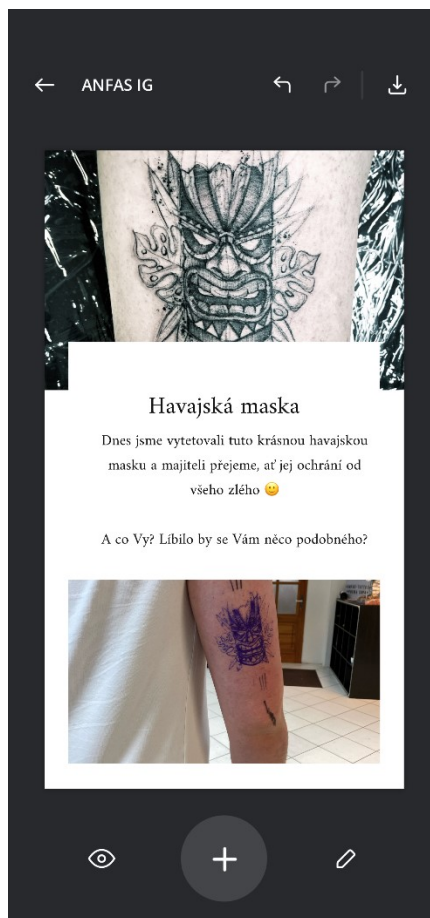 ANFAS IG
Havajská maska
Dnes jsme vytetovali tuto krásnou havajskou
masku a majiteli přejeme, ať jej ochrání od
všeho zlého 🙂
A co Vy? Líbilo by se Vám něco podobného?